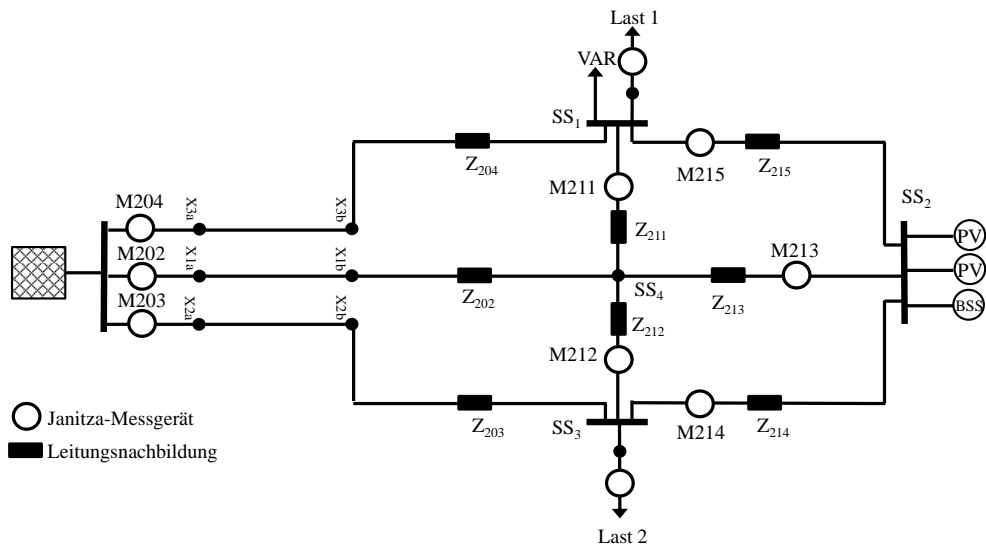 Last 1
VAR
SS₁
Z₂₀₄
M215
Z₂₁₅
M211
Z₂₁₁
SS₂
M204
X3a
X3b
M202
X1a
X1b
Z₂₀₂
SS₄
Z₂₁₃
M213
PV
PV
BSS
M203
X2a
X2b
Z₂₁₂
M212
Z₂₀₃
SS₃
M214
Z₂₁₄
Janitza-Messgerät
Leitungsnachbildung
Last 2